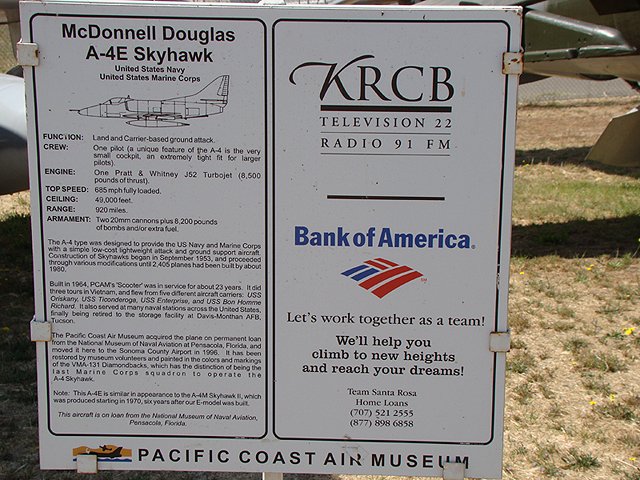 McDonnell Douglas
A-4E Skyhawk
United States Navy
United States Marine Corps
FUNCTION: Land and Carrier-based ground attack.
CREW: One pilot (a unique feature of the A-4 is the very
small cockpit, an extremely tight fit for larger
pilots).
ENGINE: One Pratt & Whitney J52 Turbojet (8,500
pounds of thrust).
TOP SPEED: 685 mph fully loaded.
CEILING: 49,000 feet.
RANGE: 920 miles.
ARMAMENT: Two 20mm cannons plus 8,200 pounds
of bombs and/or extra fuel.
The A-4 type was designed to provide the US Navy and Marine Corps
with a simple low-cost lightweight attack and ground support aircraft.
Construction of Skyhawks began in September 1953, and proceeded
through various modifications until 2,405 planes had been built by about
1980.
Built in 1964, PCAM's "Scooter" was in service for about 23 years. It did
three tours in Vietnam, and flew from five different aircraft carriers: USS
Oriskany, USS Ticonderoga, USS Enterprise, and USS Bon Homme
Richard. It also served at many naval stations across the United States,
finally being retired to the storage facility at Davis-Monthan AFB,
Tucson.
The Pacific Coast Air Museum acquired the plane on permanent loan
from the National Museum of Naval Aviation at Pensacola, Florida, and
moved it here to the Sonoma County Airport in 1996. It has been
restored by museum volunteers and painted in the colors and markings
of the VMA-131 Diamondbacks, which has the distinction of being the
last Marine Corps squadron to operate the
A-4 Skyhawk.
Note: This A-4E is similar in appearance to the A-4M Skyhawk II, which
was produced starting in 1970, six years after our E-model was built.
This aircraft is on loan from the National Museum of Naval Aviation,
Pensacola, Florida.
KRCB
TELEVISION 22
RADIO 91 FM
Bank of America.
SM
Let's work together as a team!
We'll help you
climb to new heights
and reach your dreams!
Team Santa Rosa
Home Loans
(707) 521 2555
(877) 898 6858
PACIFIC COAST AIR MUSEUM